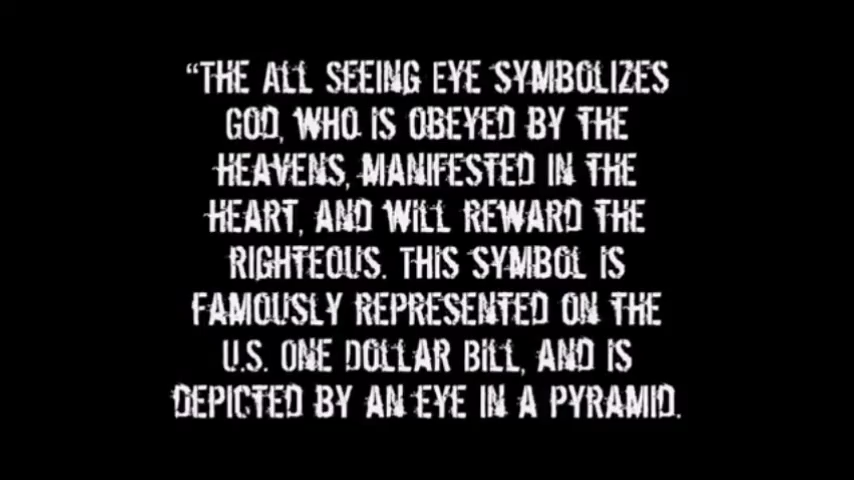 “THE ALL SEEING EYE SYMBOLIZES
GOD, WHO IS OBEYED BY THE
HEAVENS, MANIFESTED IN THE
HEART, AND WILL REWARD THE
RIGHTEOUS. THIS SYMBOL IS
FAMOUSLY REPRESENTED ON THE
U.S. ONE DOLLAR BILL, AND IS
DEPICTED BY AN EYE IN A PYRAMID.